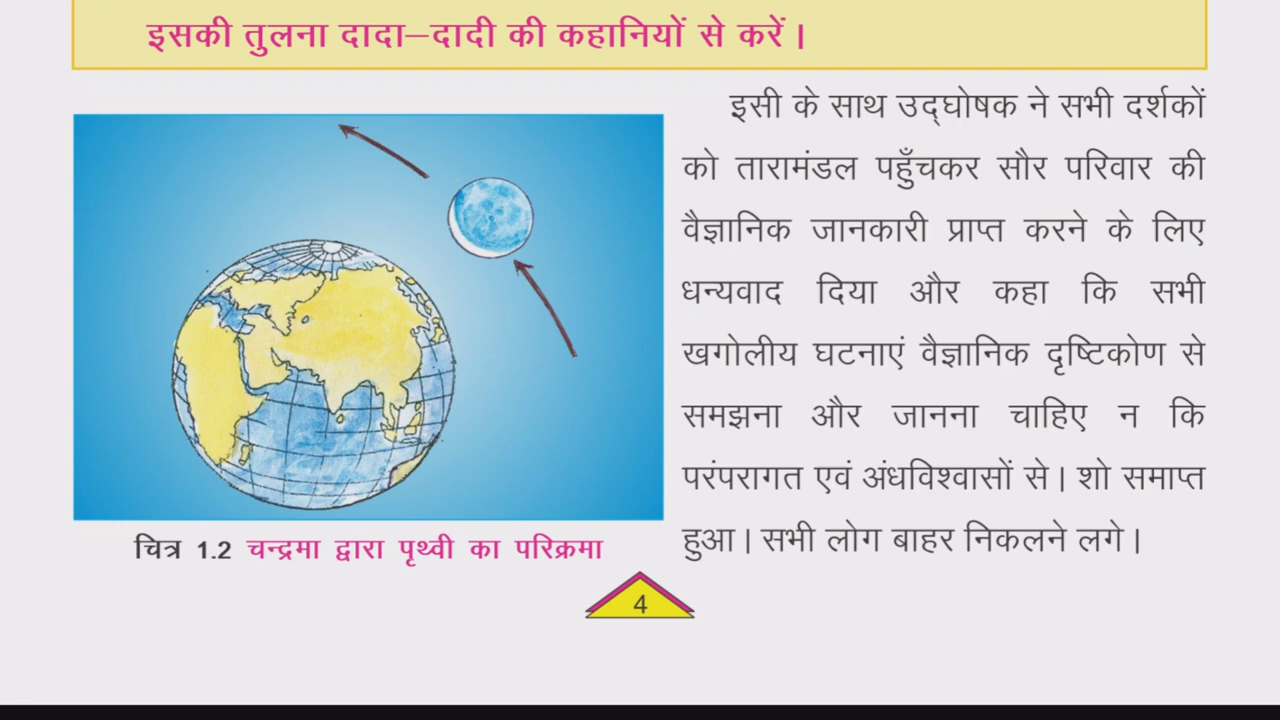 इसकी तुलना दादा–दादी की कहानियों से करें।
इसी के साथ उद्घोषक ने सभी दर्शकों
को तारामंडल पहुँचकर सौर परिवार की
वैज्ञानिक जानकारी प्राप्त करने के लिए
धन्यवाद दिया और कहा कि सभी
खगोलीय घटनाएं वैज्ञानिक दृष्टिकोण से
समझना और जानना चाहिए न कि
परंपरागत एवं अंधविश्वासों से। शो समाप्त
हुआ। सभी लोग बाहर निकलने लगे।
चित्र 1.2 चन्द्रमा द्वारा पृथ्वी का परिक्रमा
4